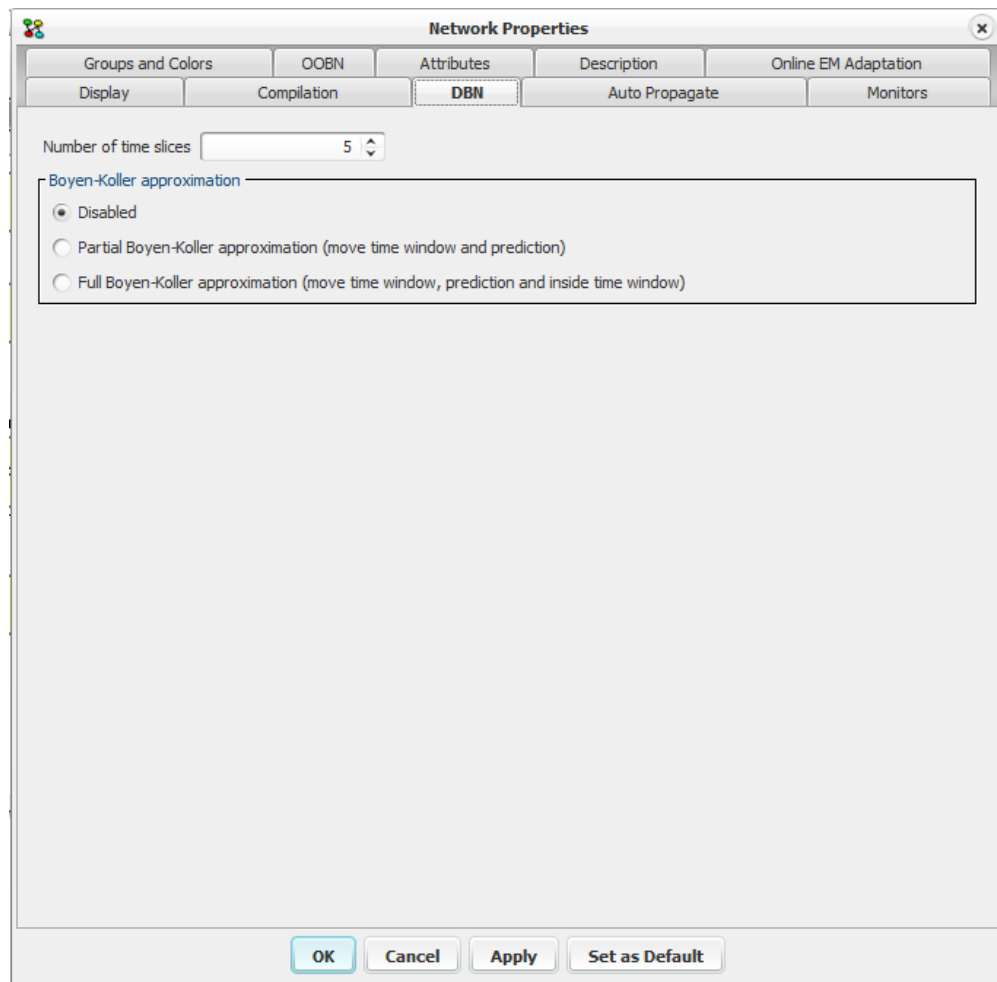 Network Properties
Groups and Colors OOBN Attributes Description Online EM Adaptation
Display Compilation DBN Auto Propagate Monitors
Number of time slices 5
Boyen-Koller approximation
Disabled
Partial Boyen-Koller approximation (move time window and prediction)
Full Boyen-Koller approximation (move time window, prediction and inside time window)
OK Cancel Apply Set as Default